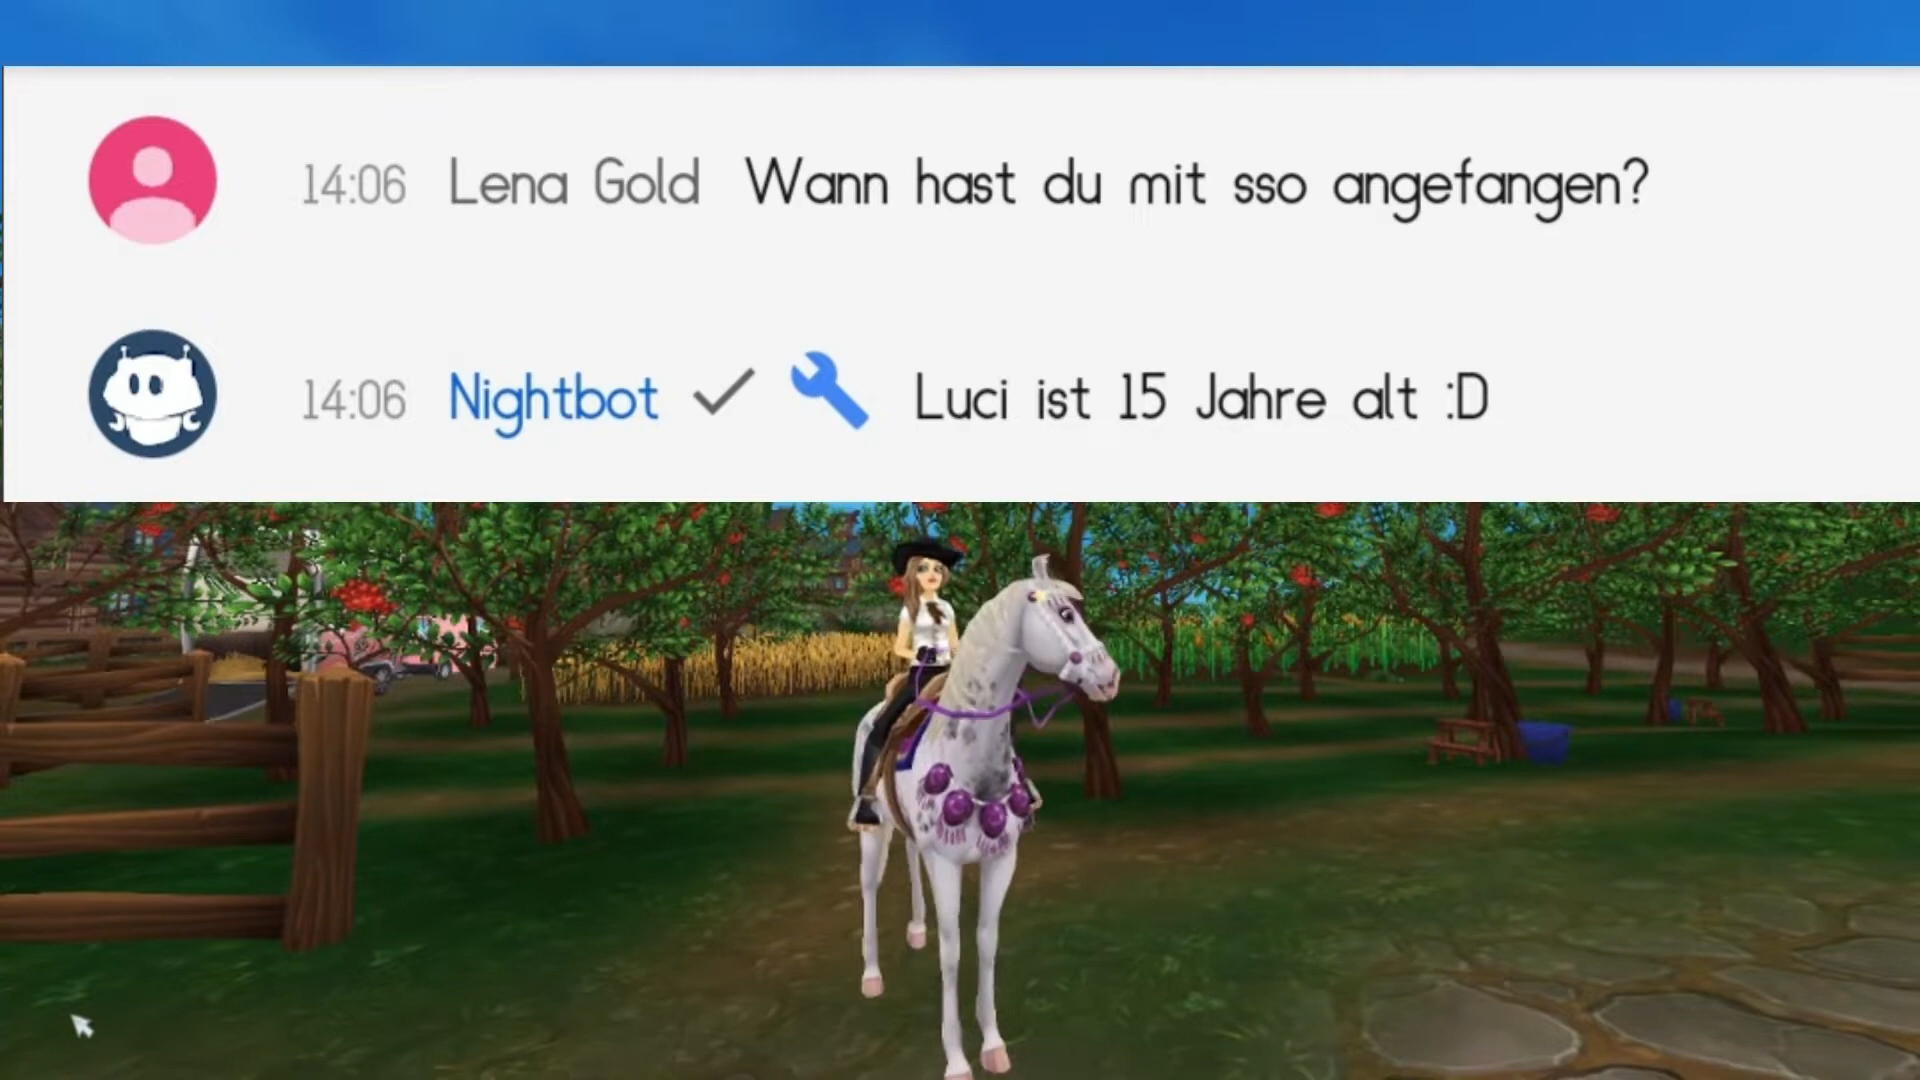 14:06 Lena Gold Wann hast du mit sso angefangen?
14:06 Nightbot Luci ist 15 Jahre alt :D